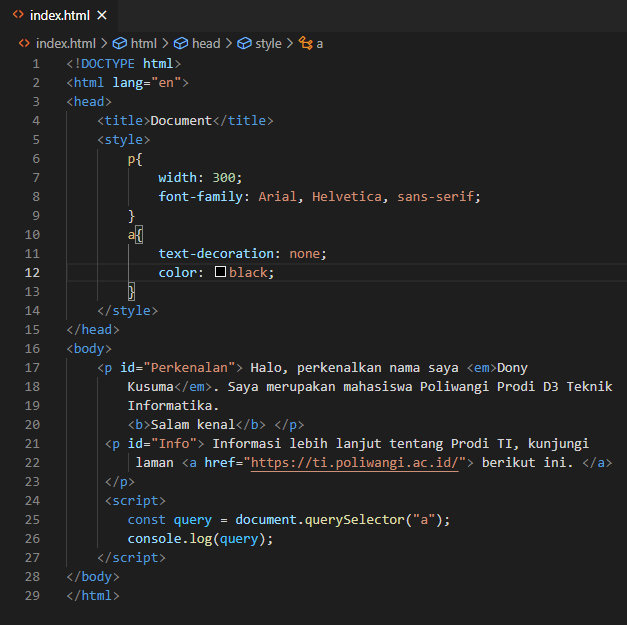 index.html
index.html > html > head > style > a
1 <!DOCTYPE html>
2 <html lang="en">
3 <head>
4 <title>Document</title>
5 <style>
6 p{
7 width: 300;
8 font-family: Arial, Helvetica, sans-serif;
9 }
10 a{
11 text-decoration: none;
12 color: black;
13 }
14 </style>
15 </head>
16 <body>
17 <p id="Perkenalan"> Halo, perkenalkan nama saya <em>Dony
18 Kusuma</em>. Saya merupakan mahasiswa Poliwangi Prodi D3 Teknik
19 Informatika.
20 <b>Salam kenal</b> </p>
21 <p id="Info"> Informasi lebih lanjut tentang Prodi TI, kunjungi
22 laman <a href="https://ti.poliwangi.ac.id/"> berikut ini. </a>
23 </p>
24 <script>
25 const query = document.querySelector("a");
26 console.log(query);
27 </script>
28 </body>
29 </html>